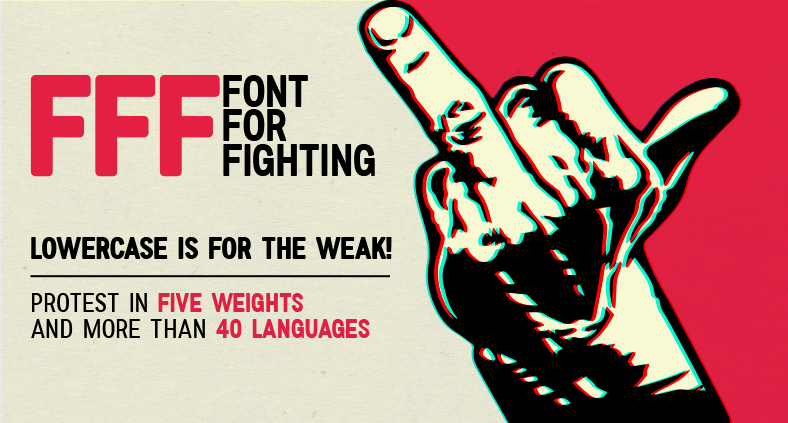 FFF
FONT
FOR
FIGHTING
LOWERCASE IS FOR THE WEAK!
PROTEST IN FIVE WEIGHTS
AND MORE THAN 40 LANGUAGES